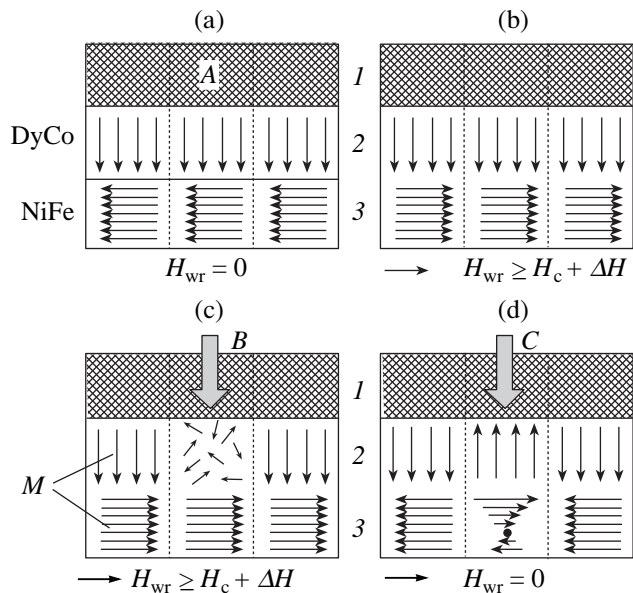 (a) (b)
A 1
DyCo 2
NiFe 3
H_wr = 0 H_wr ≥ H_c + ΔH
(c) (d)
B C
1
2
M
3
H_wr ≥ H_c + ΔH H_wr = 0